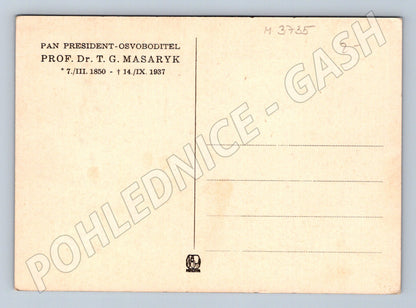 M 3735
PAN PRESIDENT-OSVOBODITEL
PROF. Dr. T. G. MASARYK
* 7./III. 1850 - † 14./IX. 1937
POHLEDNICE - GASH